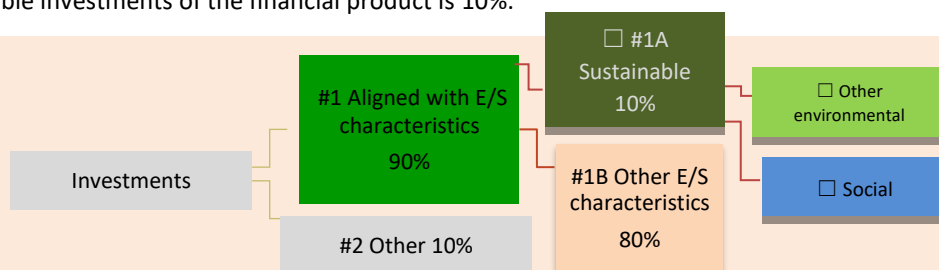 ble investments of the financial product is 10%.
☐ #1A
Sustainable
10%
#1 Aligned with E/S
characteristics
90%
☐ Other
environmental
Investments
#1B Other E/S
characteristics
80%
☐ Social
#2 Other 10%